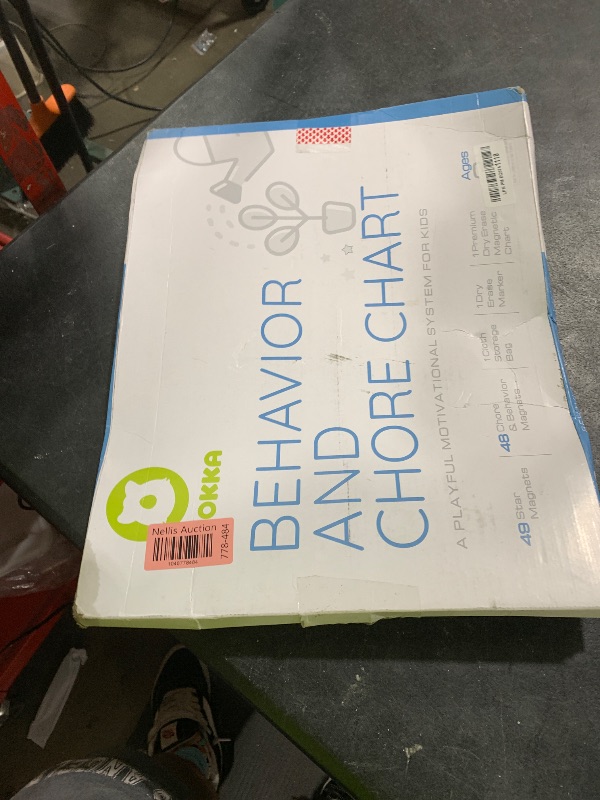 OKKA
Nellis Auction
778-484
BEHAVIOR
AND
CHORE CHART
A PLAYFUL MOTIVATIONAL SYSTEM FOR KIDS
48 Star
Magnets
48 Chore
& Behavior
Magnets
1 Cloth
Storage
Bag
1 Dry
Erase
Marker
1 Premium
Dry Erase
Magnetic
Chart
Ages